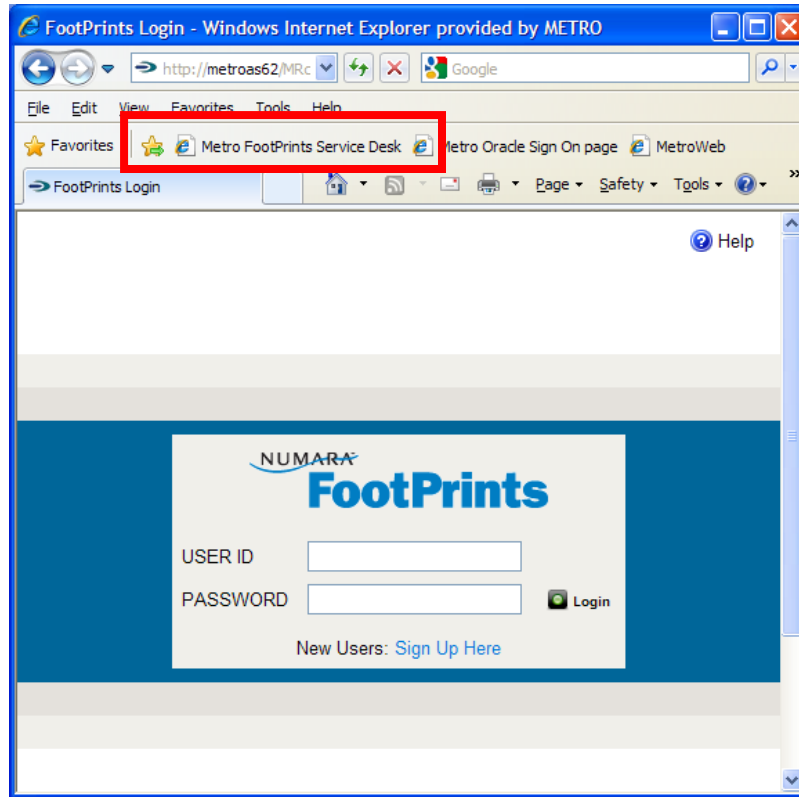 FootPrints Login - Windows Internet Explorer provided by METRO
http://metroas62/MRc Google
File Edit View Favorites Tools Help
Favorites Metro FootPrints Service Desk Metro Oracle Sign On page MetroWeb
FootPrints Login Page Safety Tools »
Help
NUMARA
FootPrints
USER ID
PASSWORD Login
New Users: Sign Up Here